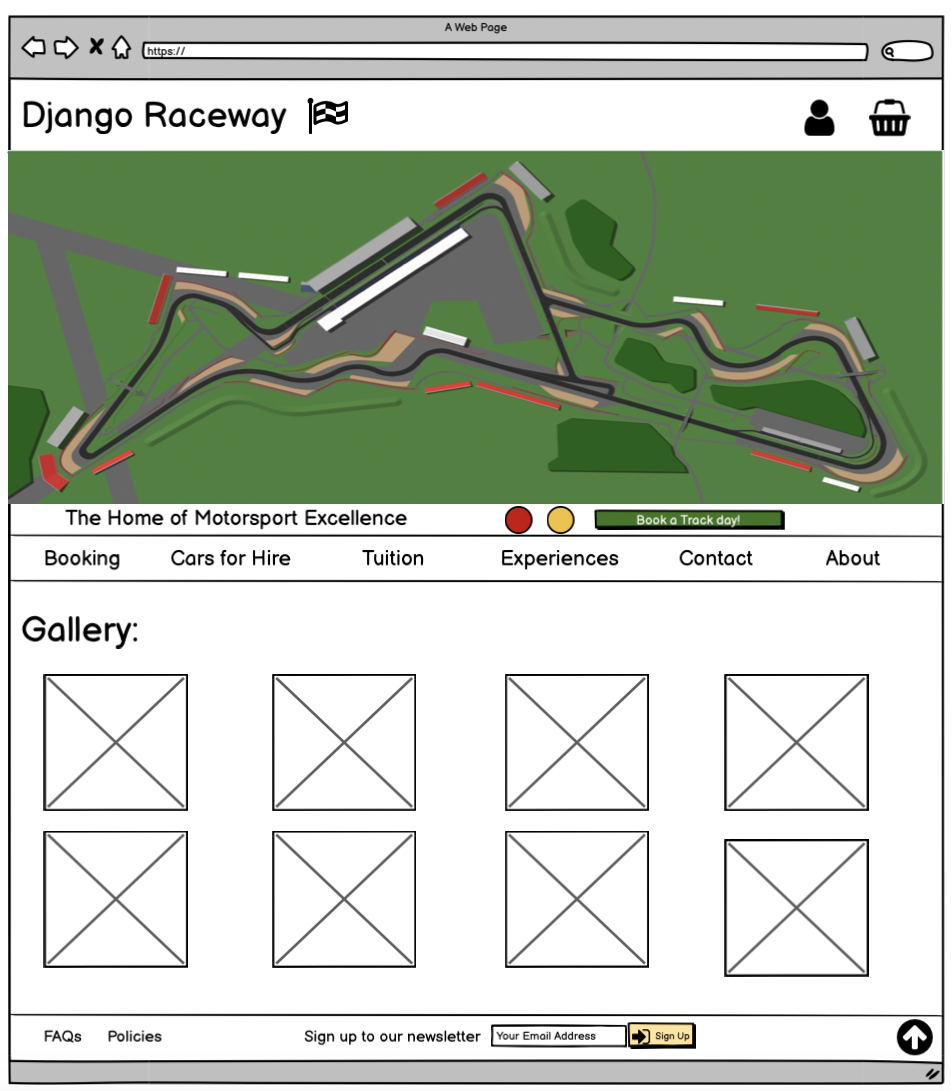 A Web Page
https://
Django Raceway
The Home of Motorsport Excellence
Book a Track day!
Booking Cars for Hire Tuition Experiences Contact About
Gallery:
FAQs Policies Sign up to our newsletter Your Email Address Sign Up